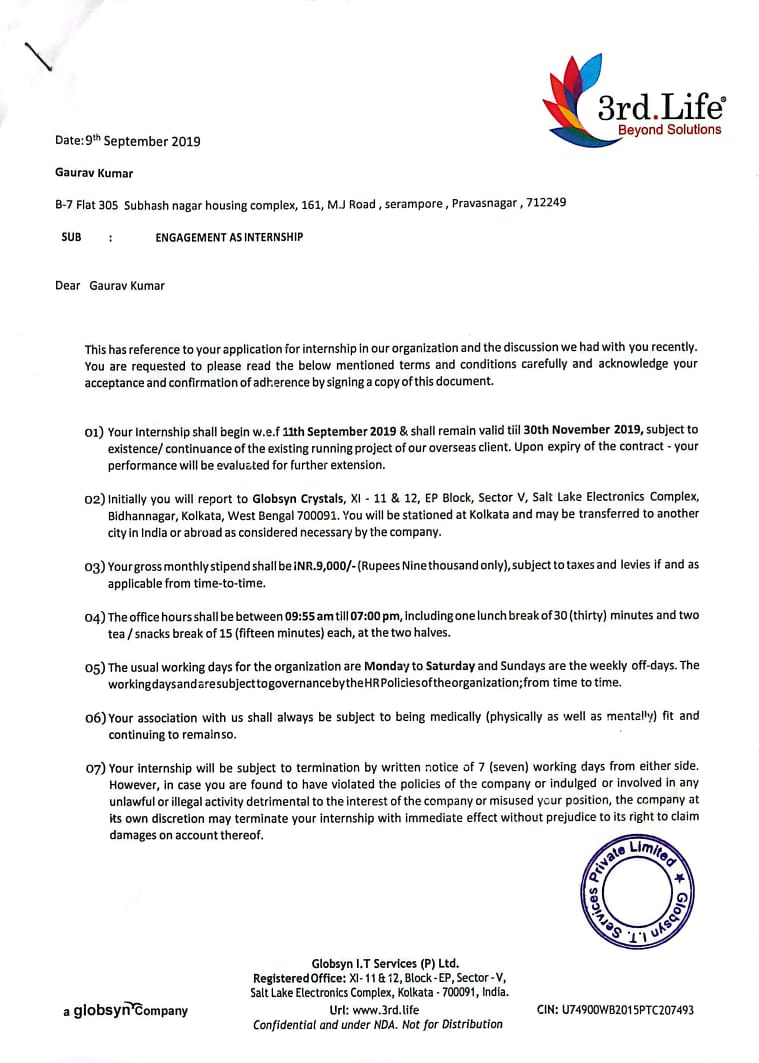 3rd.Life®
Beyond Solutions
Date:9th September 2019
Gaurav Kumar
B-7 Flat 305 Subhash nagar housing complex, 161, M.J Road , serampore , Pravasnagar , 712249
SUB : ENGAGEMENT AS INTERNSHIP
Dear Gaurav Kumar
This has reference to your application for internship in our organization and the discussion we had with you recently.
You are requested to please read the below mentioned terms and conditions carefully and acknowledge your
acceptance and confirmation of adherence by signing a copy of this document.
01) Your Internship shall begin w.e.f 11th September 2019 & shall remain valid till 30th November 2019, subject to
existence/ continuance of the existing running project of our overseas client. Upon expiry of the contract - your
performance will be evaluated for further extension.
02) Initially you will report to Globsyn Crystals, XI - 11 & 12, EP Block, Sector V, Salt Lake Electronics Complex,
Bidhannagar, Kolkata, West Bengal 700091. You will be stationed at Kolkata and may be transferred to another
city in India or abroad as considered necessary by the company.
03) Your gross monthly stipend shall be INR.9,000/- (Rupees Nine thousand only), subject to taxes and levies if and as
applicable from time-to-time.
04) The office hours shall be between 09:55 am till 07:00 pm, including one lunch break of 30 (thirty) minutes and two
tea / snacks break of 15 (fifteen minutes) each, at the two halves.
05) The usual working days for the organization are Monday to Saturday and Sundays are the weekly off-days. The
working days and are subject to governance by the HR Policies of the organization; from time to time.
06) Your association with us shall always be subject to being medically (physically as well as mentally) fit and
continuing to remain so.
07) Your internship will be subject to termination by written notice of 7 (seven) working days from either side.
However, in case you are found to have violated the policies of the company or indulged or involved in any
unlawful or illegal activity detrimental to the interest of the company or misused your position, the company at
its own discretion may terminate your internship with immediate effect without prejudice to its right to claim
damages on account thereof.
Globsyn I.T. Services Private Limited ★
Globsyn I.T Services (P) Ltd.
Registered Office: XI- 11 & 12, Block - EP, Sector - V,
Salt Lake Electronics Complex, Kolkata - 700091, India.
a globsyn Company
Url: www.3rd.life
CIN: U74900WB2015PTC207493
Confidential and under NDA. Not for Distribution